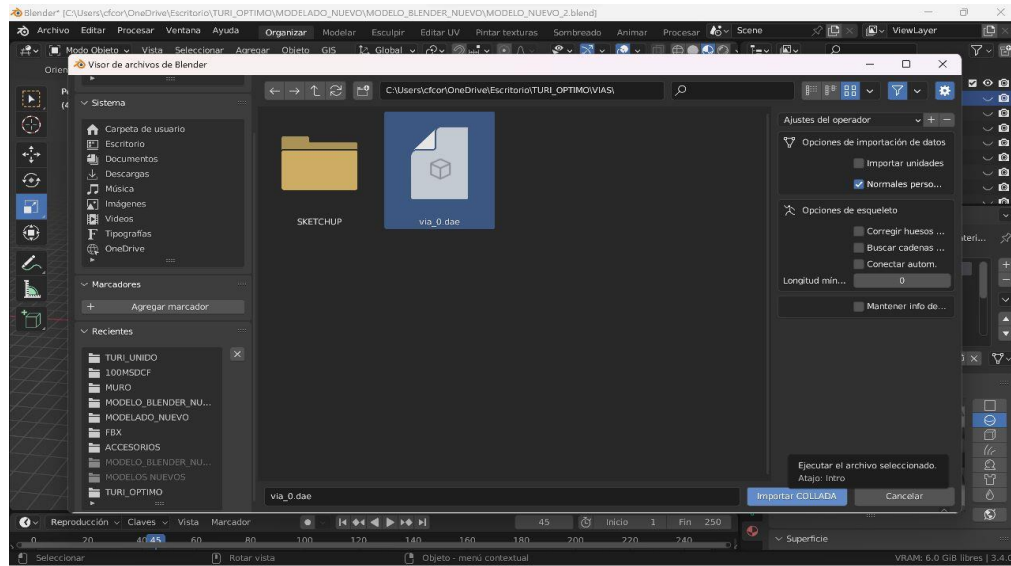 Blender* [C:\Users\cfcor\OneDrive\Escritorio\TURI_OPTIMO\MODELADO_NUEVO\MODELO_BLENDER_NUEVO\MODELO_NUEVO_2.blend]
Archivo Editar Procesar Ventana Ayuda Organizar Modelar Esculpir Editar UV Pintar texturas Sombreado Animar Procesar Scene ViewLayer
Modo Objeto Vista Seleccionar Agregar Objeto GIS Global
Orien
Visor de archivos de Blender
C:\Users\cfcor\OneDrive\Escritorio\TURI_OPTIMO\VIAS\
Sistema
Carpeta de usuario
Escritorio
Documentos
Descargas
Música
Imágenes
Videos
Tipografías
OneDrive
Marcadores
+ Agregar marcador
Recientes
TURI_UNIDO
100MSDCF
MURO
MODELO_BLENDER_NU...
MODELADO_NUEVO
FBX
ACCESORIOS
MODELO_BLENDER_NU...
MODELOS NUEVOS
TURI_OPTIMO
SKETCHUP
via_0.dae
Ajustes del operador
Opciones de importación de datos
Importar unidades
Normales perso...
Opciones de esqueleto
Corregir huesos ...
Buscar cadenas ...
Conectar autom.
Longitud mín... 0
Mantener info de...
Ejecutar el archivo seleccionado.
Atajo: Intro
via_0.dae
Importar COLLADA Cancelar
teri...
Reproducción Claves Vista Marcador 45 Inicio 1 Fin 250
0 20 40 45 60 80 100 120 140 160 180 200 220 240
Superficie
Seleccionar Rotar vista Objeto - menú contextual VRAM: 6.0 GiB libres | 3.4.0